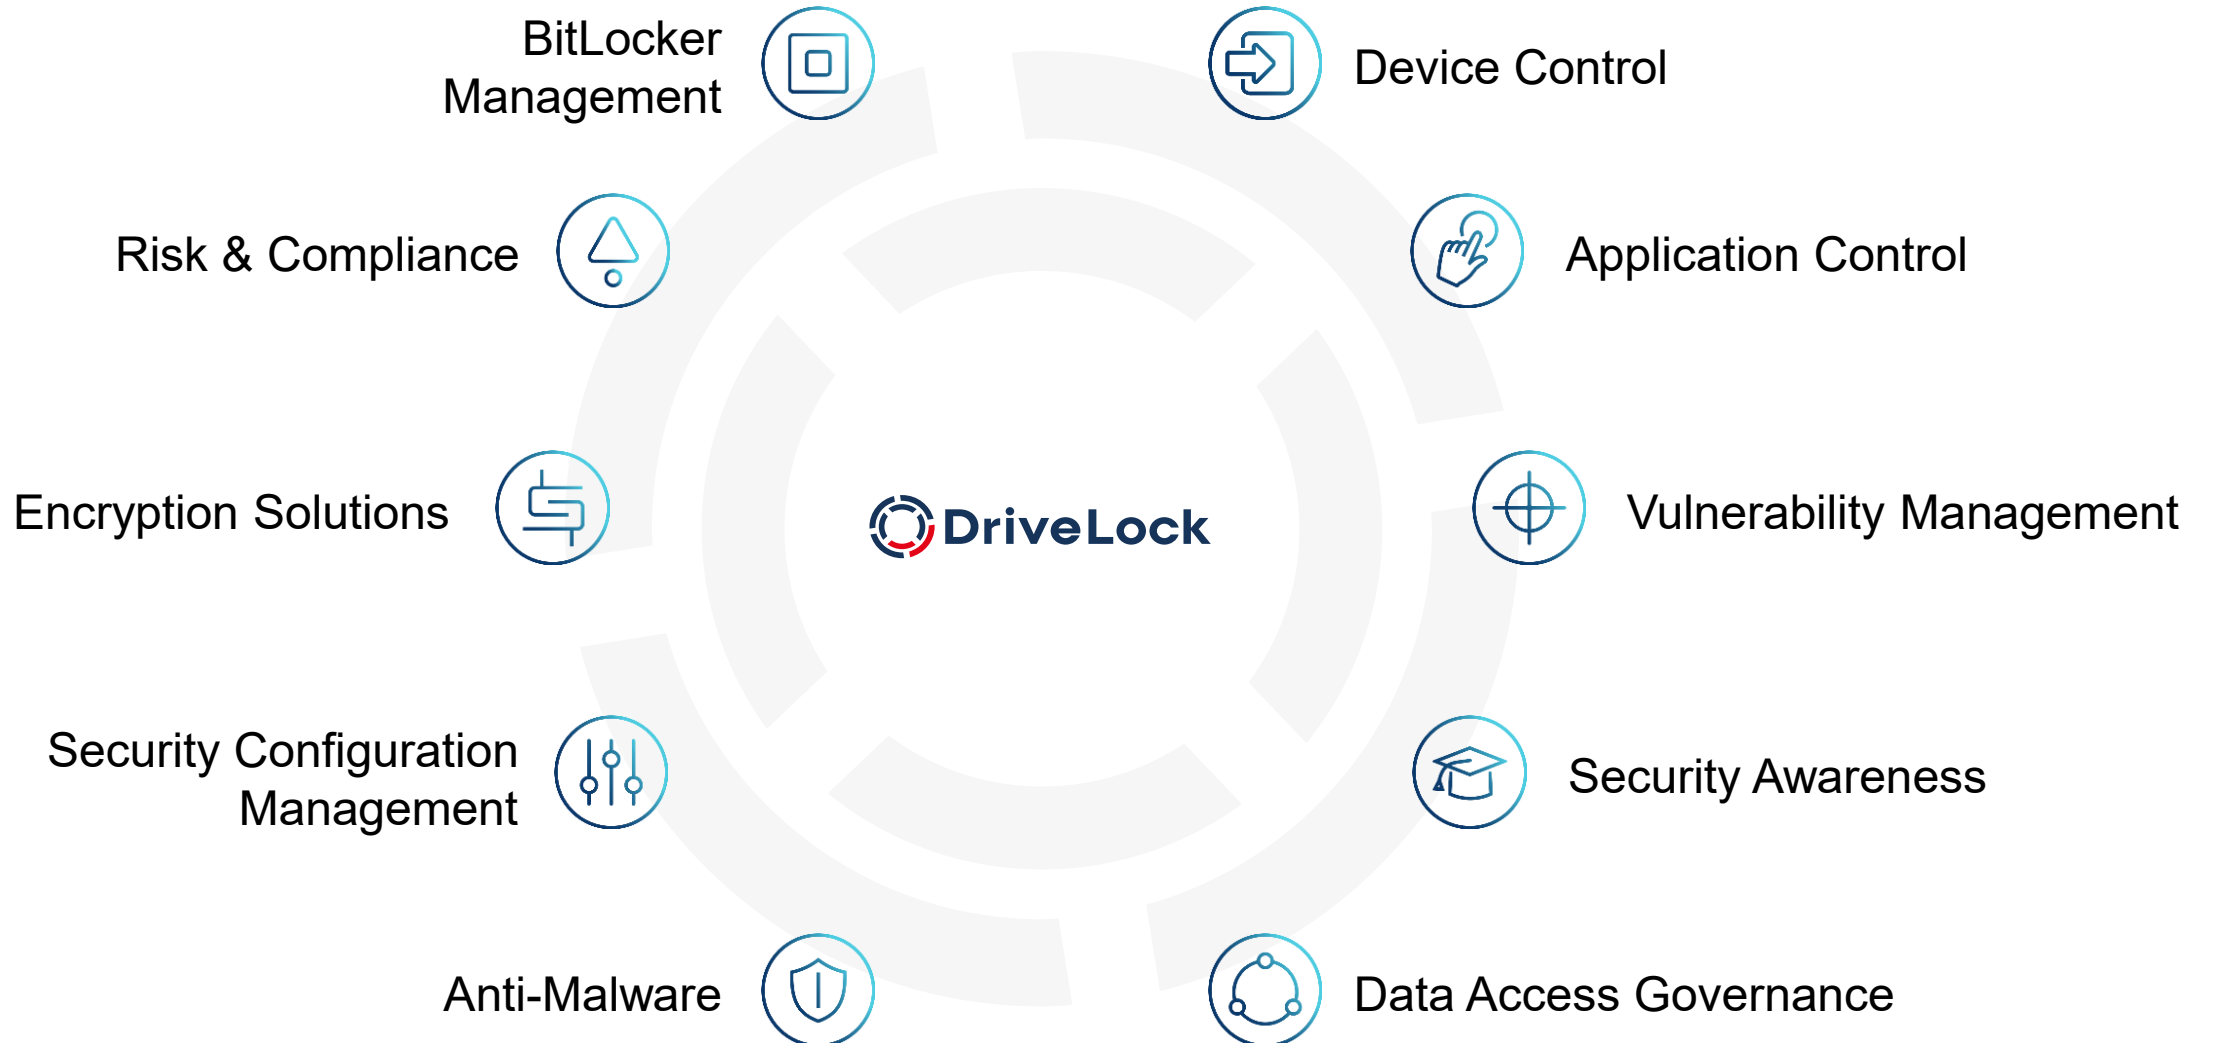 BitLocker
Management
Device Control
Risk & Compliance
Application Control
Encryption Solutions
DriveLock
Vulnerability Management
Security Configuration
Management
Security Awareness
Anti-Malware
Data Access Governance